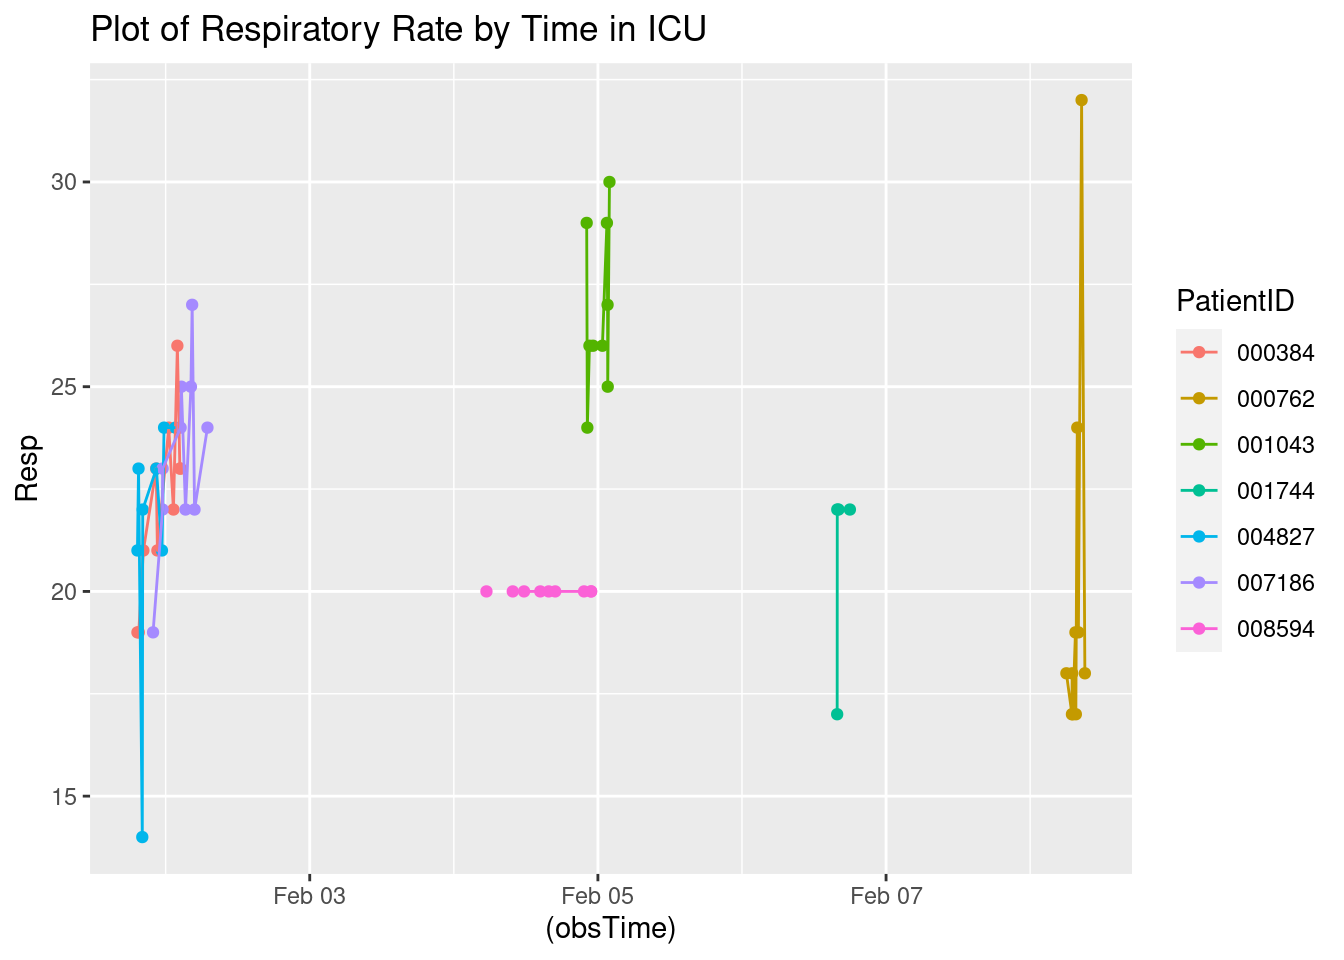 Plot of Respiratory Rate by Time in ICU
30
25
20
15
Resp
Feb 03
Feb 05
Feb 07
(obsTime)
PatientID
000384
000762
001043
001744
004827
007186
008594